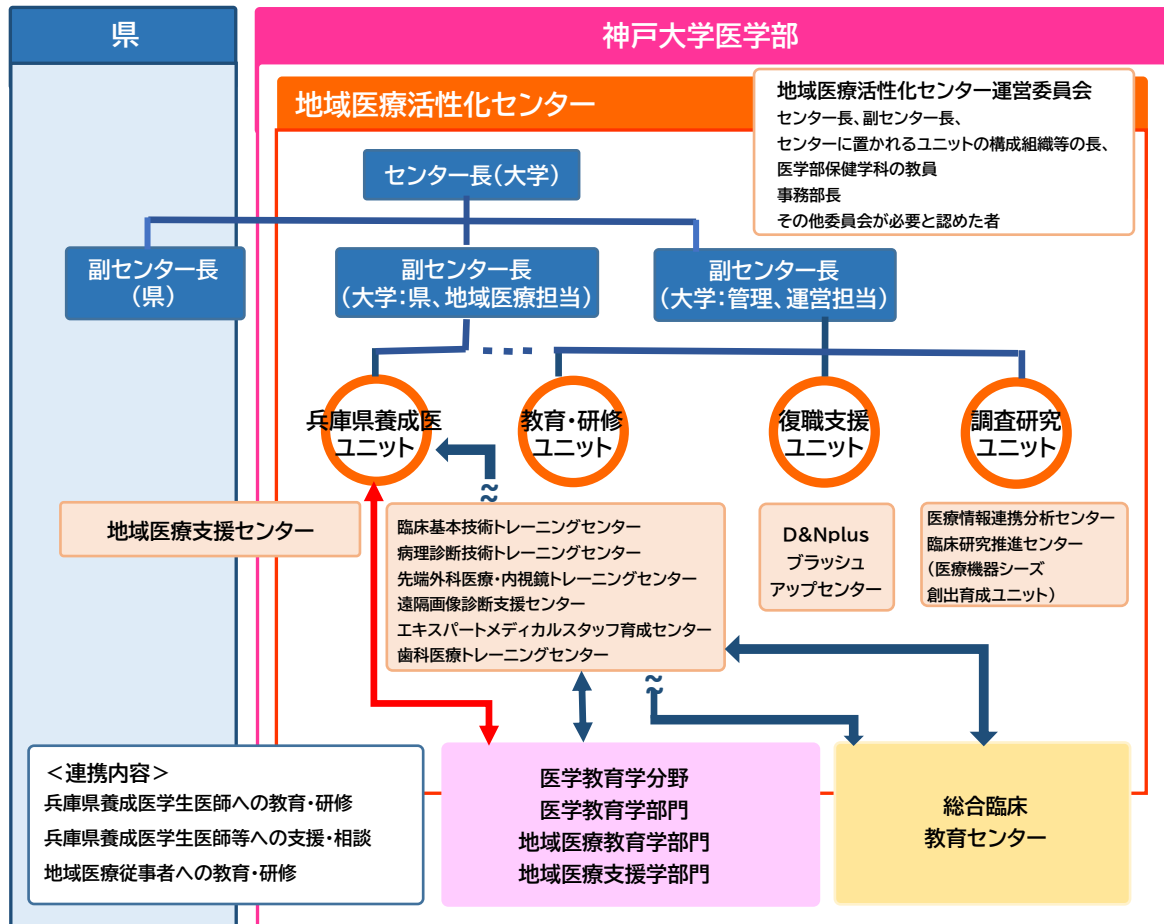 県
神戸大学医学部
地域医療活性化センター
地域医療活性化センター運営委員会
センター長、副センター長、
センターに置かれるユニットの構成組織等の長、
医学部保健学科の教員
事務部長
その他委員会が必要と認めた者
センター長(大学)
副センター長
(県)
副センター長
(大学:県、地域医療担当)
副センター長
(大学:管理、運営担当)
兵庫県養成医
ユニット
教育・研修
ユニット
復職支援
ユニット
調査研究
ユニット
地域医療支援センター
臨床基本技術トレーニングセンター
病理診断技術トレーニングセンター
先端外科医療・内視鏡トレーニングセンター
遠隔画像診断支援センター
エキスパートメディカルスタッフ育成センター
歯科医療トレーニングセンター
D&Nplus
ブラッシュ
アップセンター
医療情報連携分析センター
臨床研究推進センター
(医療機器シーズ
創出育成ユニット)
<連携内容>
兵庫県養成医学生医師への教育・研修
兵庫県養成医学生医師等への支援・相談
地域医療従事者への教育・研修
医学教育学分野
医学教育学部門
地域医療教育学部門
地域医療支援学部門
総合臨床
教育センター